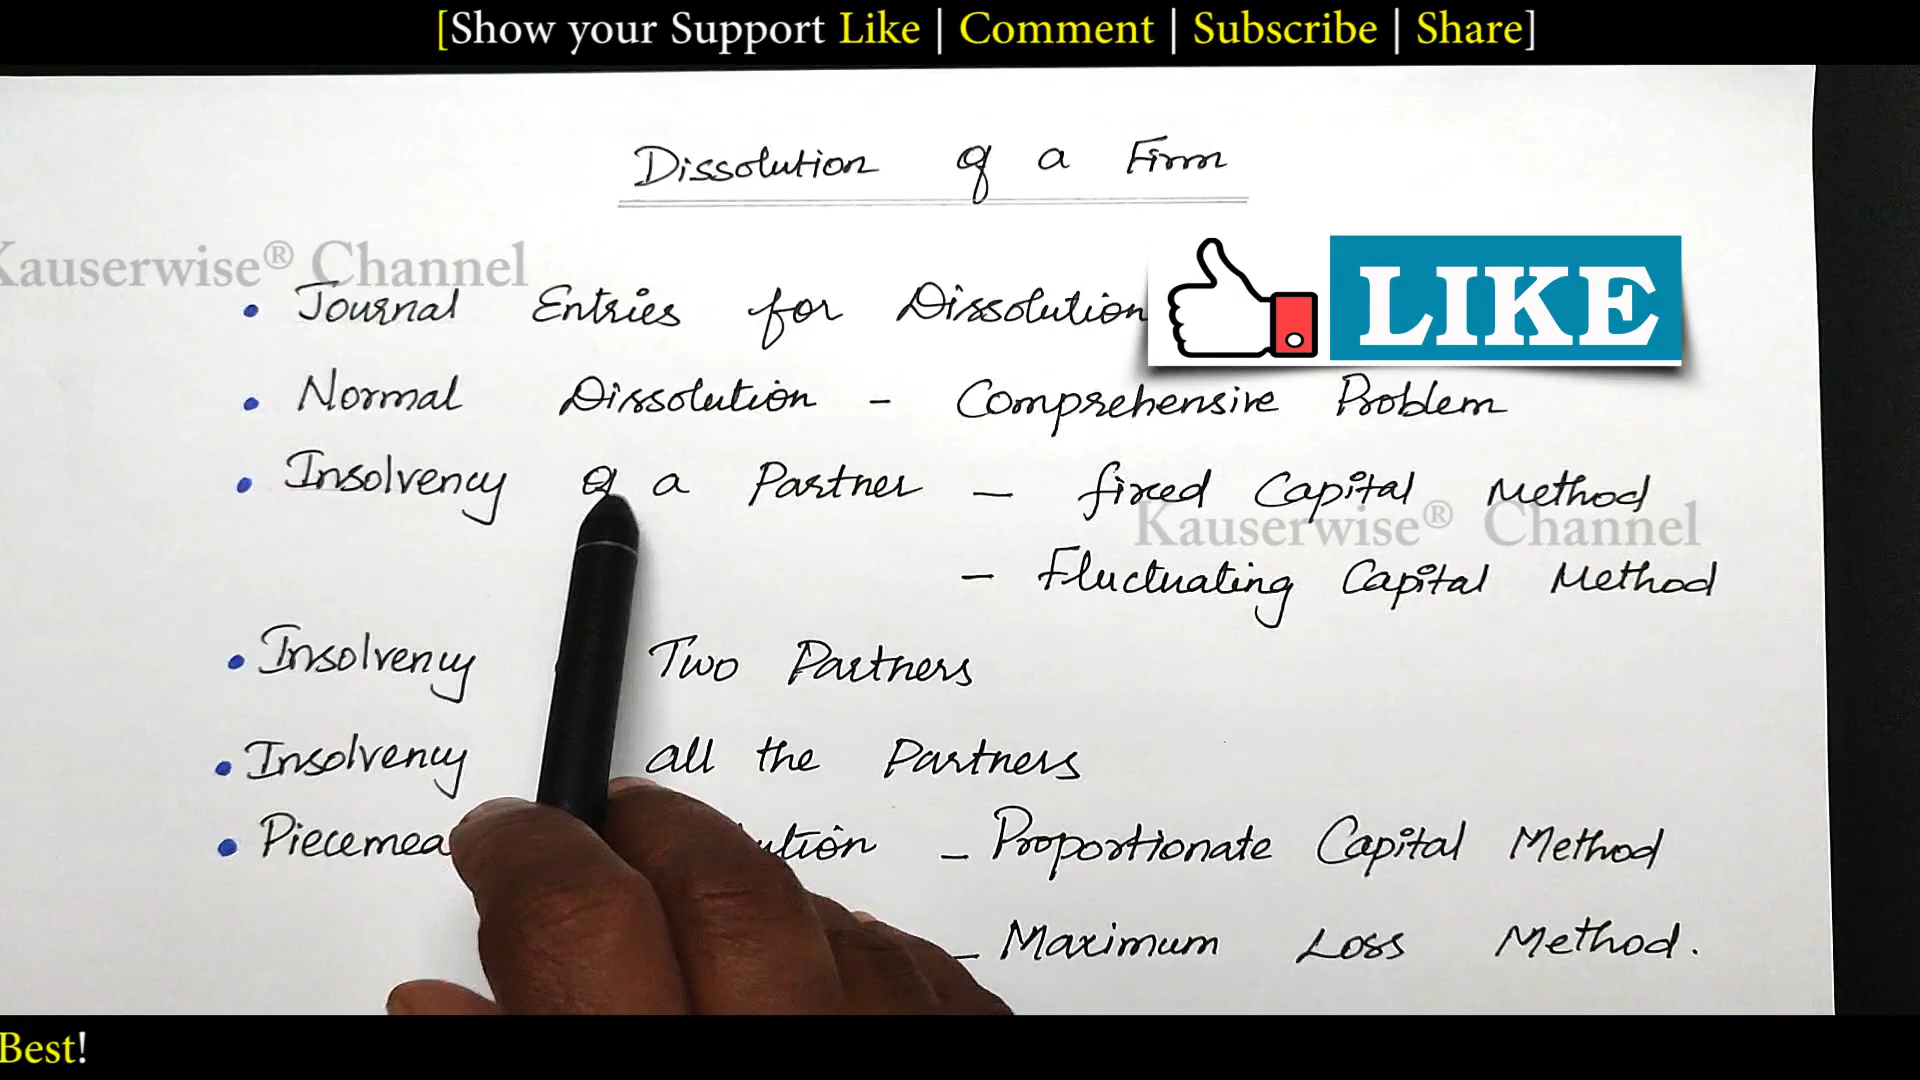 [Show your Support Like | Comment | Subscribe | Share]
Dissolution of a Firm
Kauserwise® Channel
• Journal Entries for Dissolution
LIKE
• Normal Dissolution - Comprehensive Problem
• Insolvency of a Partner - fixed Capital Method
Kauserwise® Channel
- Fluctuating Capital Method
• Insolvency Two Partners
• Insolvency all the Partners
• Piecemea ution - Proportionate Capital Method
- Maximum Loss Method.
Best!